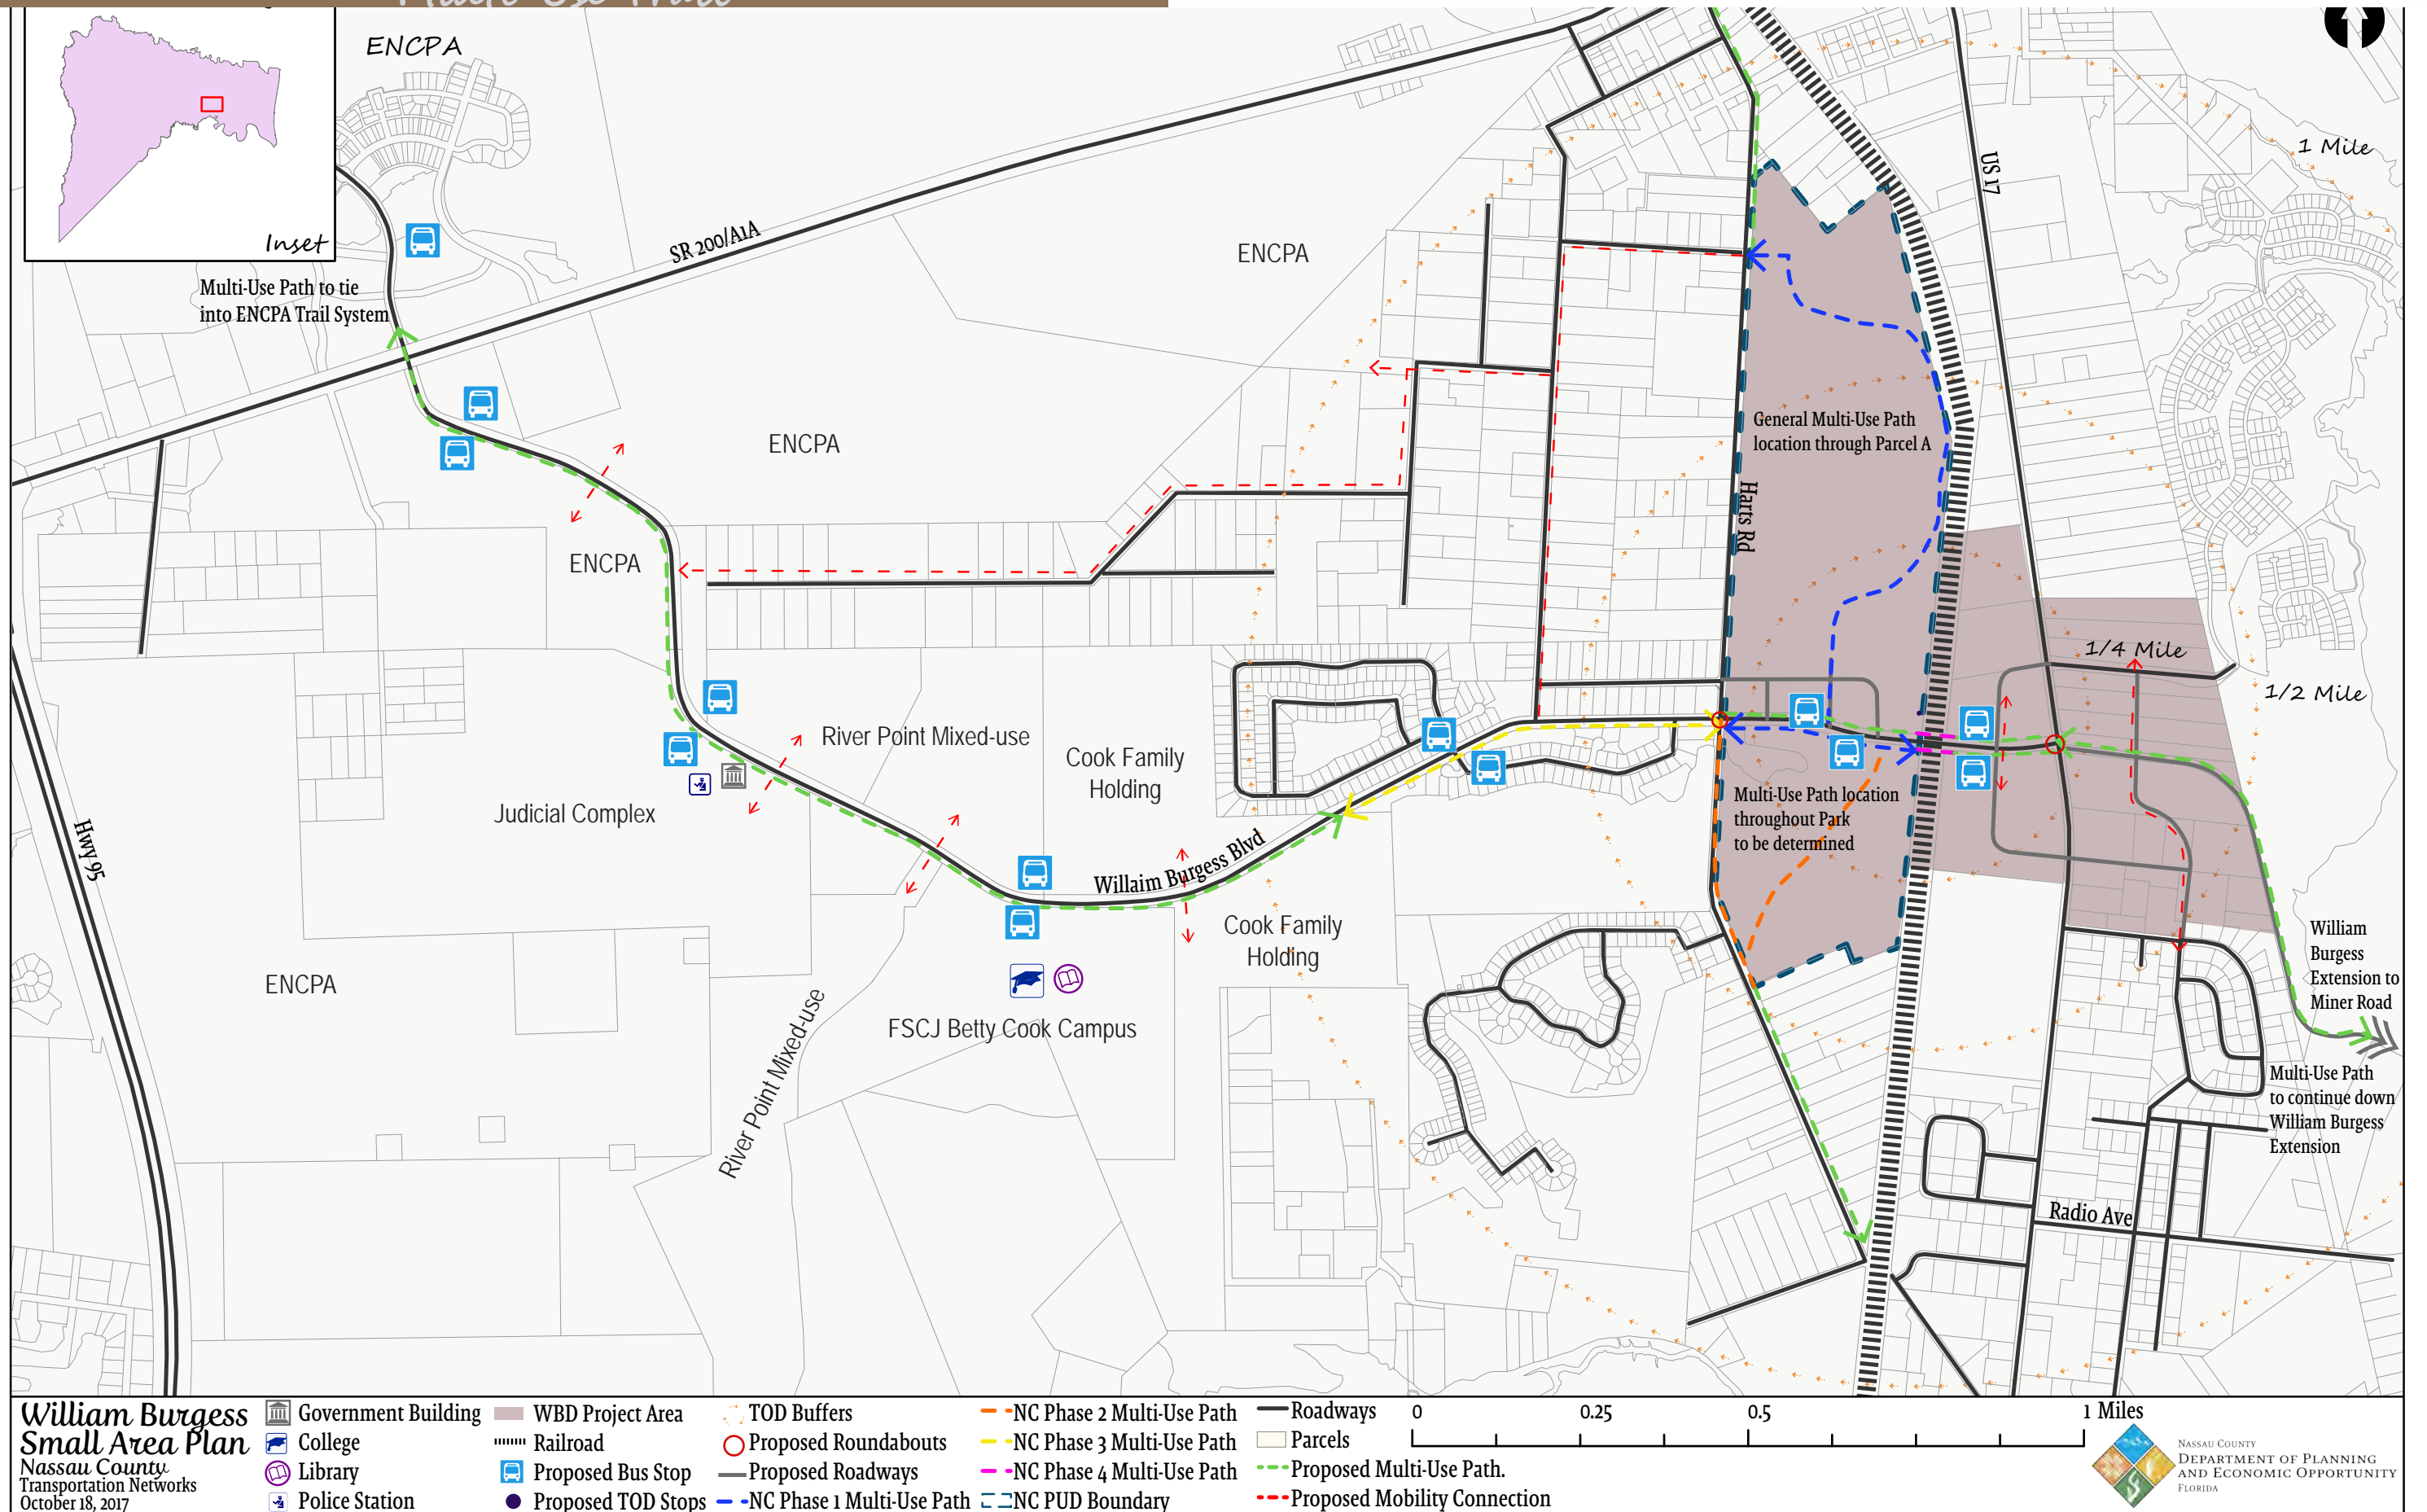 Multi-Use Trail
ENCPA
Inset
Multi-Use Path to tie
into ENCPA Trail System
SR 200/A1A
ENCPA
US 17
1 Mile
ENCPA
General Multi-Use Path
location through Parcel A
Harts Rd
ENCPA
1/4 Mile
1/2 Mile
River Point Mixed-use
Cook Family
Holding
Judicial Complex
Hwy 95
Multi-Use Path location
throughout Park
to be determined
Willaim Burgess Blvd
Cook Family
Holding
ENCPA
River Point Mixed-use
FSCJ Betty Cook Campus
William
Burgess
Extension to
Miner Road
Multi-Use Path
to continue down
William Burgess
Extension
Radio Ave
William Burgess
Small Area Plan
Nassau County
Transportation Networks
October 18, 2017
Government Building
College
Library
Police Station
WBD Project Area
Railroad
Proposed Bus Stop
Proposed TOD Stops
TOD Buffers
Proposed Roundabouts
Proposed Roadways
NC Phase 1 Multi-Use Path
NC Phase 2 Multi-Use Path
NC Phase 3 Multi-Use Path
NC Phase 4 Multi-Use Path
NC PUD Boundary
Roadways
Parcels
Proposed Multi-Use Path.
Proposed Mobility Connection
0 0.25 0.5 1 Miles
Nassau County
Department of Planning
and Economic Opportunity
Florida